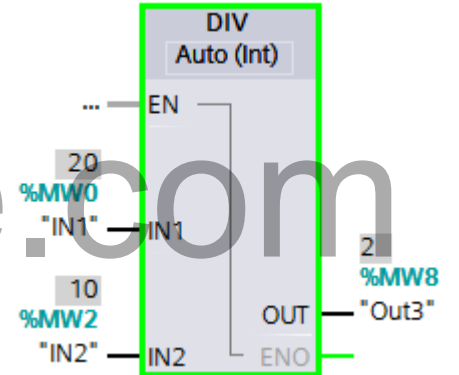 DIV
Auto (Int)
... EN
20
%MW0
"IN1" IN1
10
%MW2
"IN2" IN2
2
%MW8
OUT "Out3"
ENO
e.com